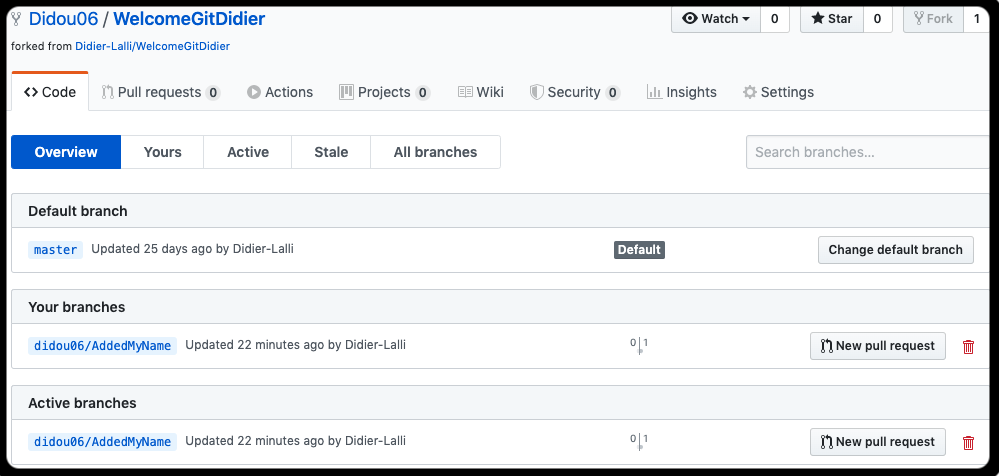 Didou06 / WelcomeGitDidier
Watch 0 Star 0 Fork 1
forked from Didier-Lalli/WelcomeGitDidier
Code Pull requests 0 Actions Projects 0 Wiki Security 0 Insights Settings
Overview Yours Active Stale All branches Search branches...
Default branch
master Updated 25 days ago by Didier-Lalli Default Change default branch
Your branches
didou06/AddedMyName Updated 22 minutes ago by Didier-Lalli 0 1 New pull request
Active branches
didou06/AddedMyName Updated 22 minutes ago by Didier-Lalli 0 1 New pull request